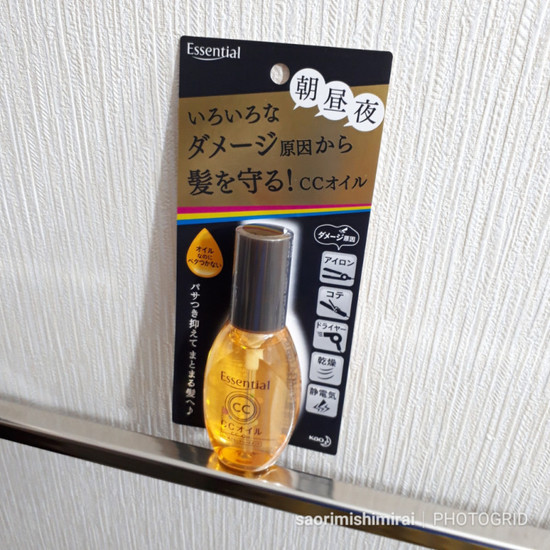 Essential
朝昼夜
いろいろな
ダメージ原因から
髪を守る! CCオイル
オイル
なのに
ベタつかない
パサつき抑えて まとまる髪へ♪
ダメージ原因
アイロン
コテ
ドライヤー
乾燥
静電気
Essential
CC
CCオイル
Kao
saorimishimirai | PHOTOGRID